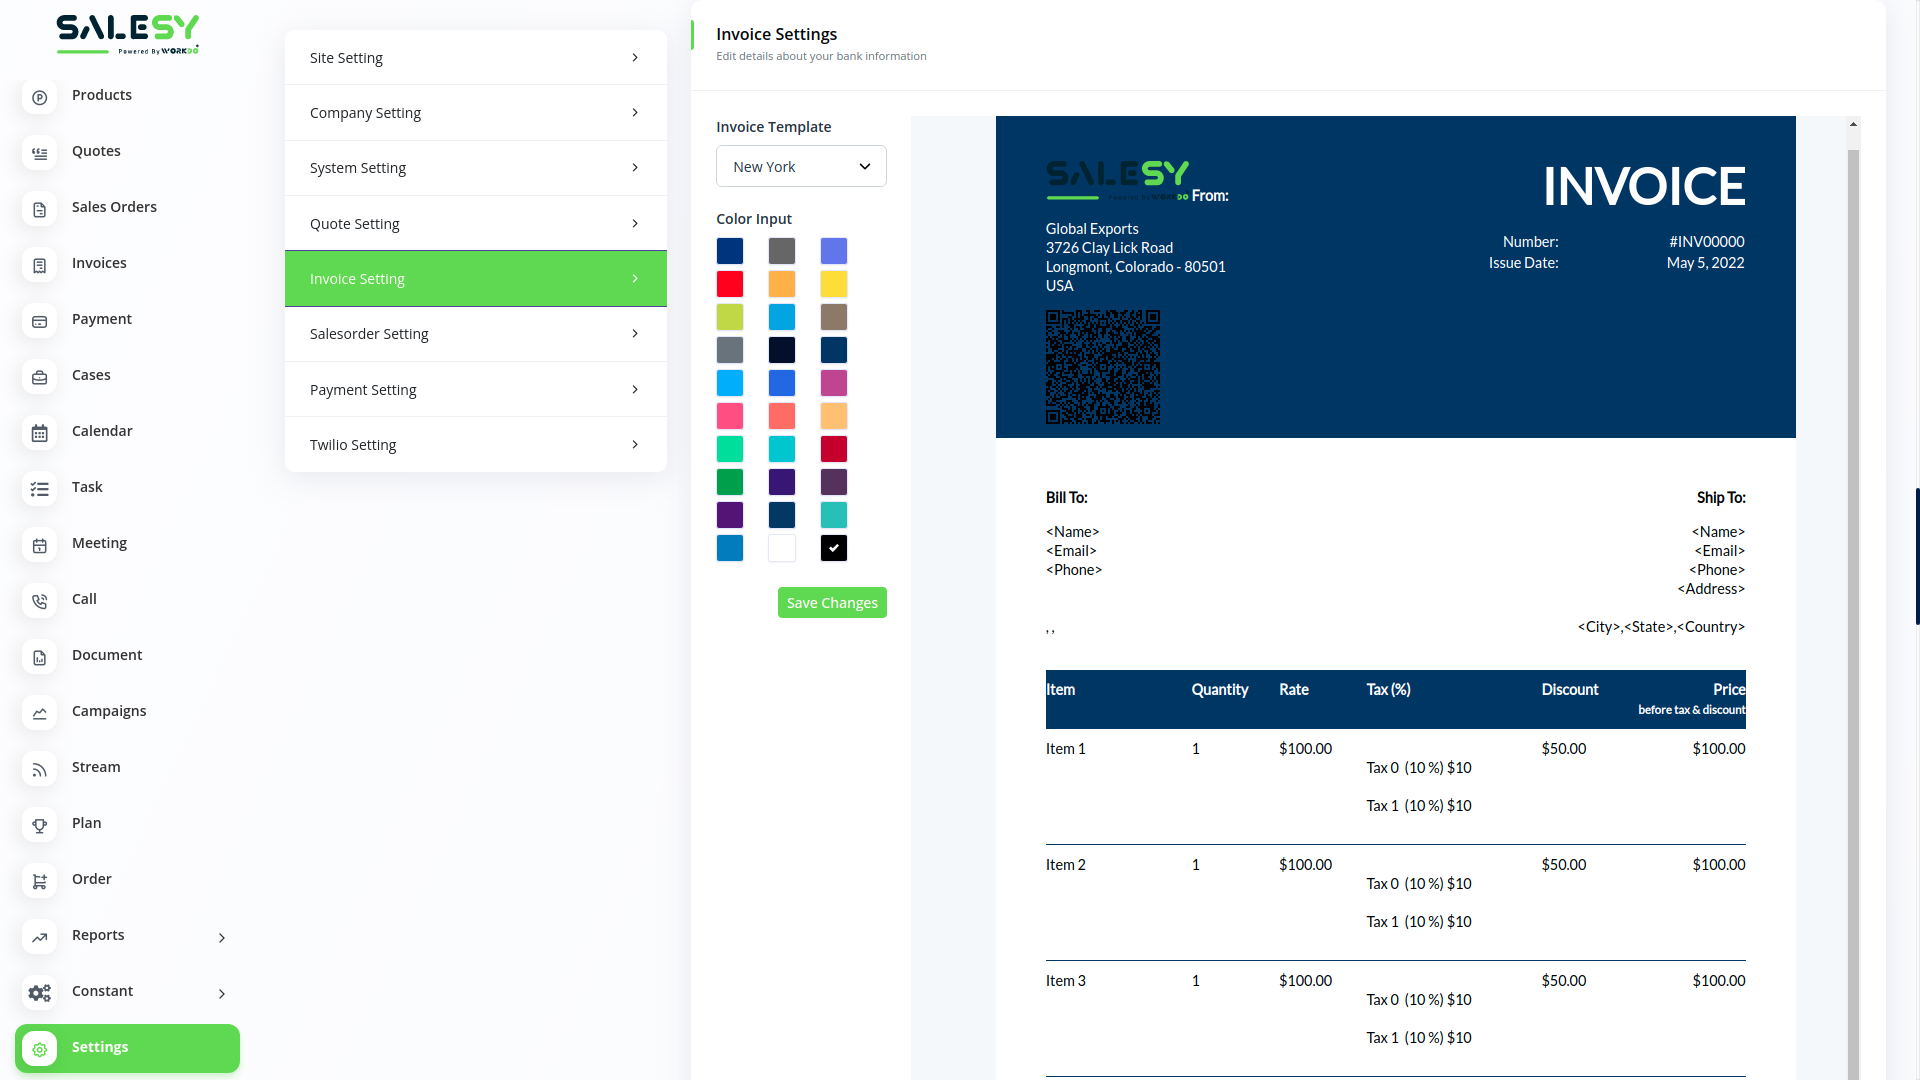 SALESY
Powered By WORKDO
Products
Quotes
Sales Orders
Invoices
Payment
Cases
Calendar
Task
Meeting
Call
Document
Campaigns
Stream
Plan
Order
Reports
Constant
Settings
Site Setting
Company Setting
System Setting
Quote Setting
Invoice Setting
Salesorder Setting
Payment Setting
Twilio Setting
Invoice Settings
Edit details about your bank information
Invoice Template
New York
Color Input
Save Changes
SALESY
Powered By WORKDO From:
INVOICE
Global Exports
3726 Clay Lick Road
Longmont, Colorado - 80501
USA
Number: #INV00000
Issue Date: May 5, 2022
Bill To:
<Name>
<Email>
<Phone>
, ,
Ship To:
<Name>
<Email>
<Phone>
<Address>
<City>,<State>,<Country>
Item Quantity Rate Tax (%) Discount Price
before tax & discount
Item 1 1 $100.00 $50.00 $100.00
Tax 0 (10 %) $10
Tax 1 (10 %) $10
Item 2 1 $100.00 $50.00 $100.00
Tax 0 (10 %) $10
Tax 1 (10 %) $10
Item 3 1 $100.00 $50.00 $100.00
Tax 0 (10 %) $10
Tax 1 (10 %) $10